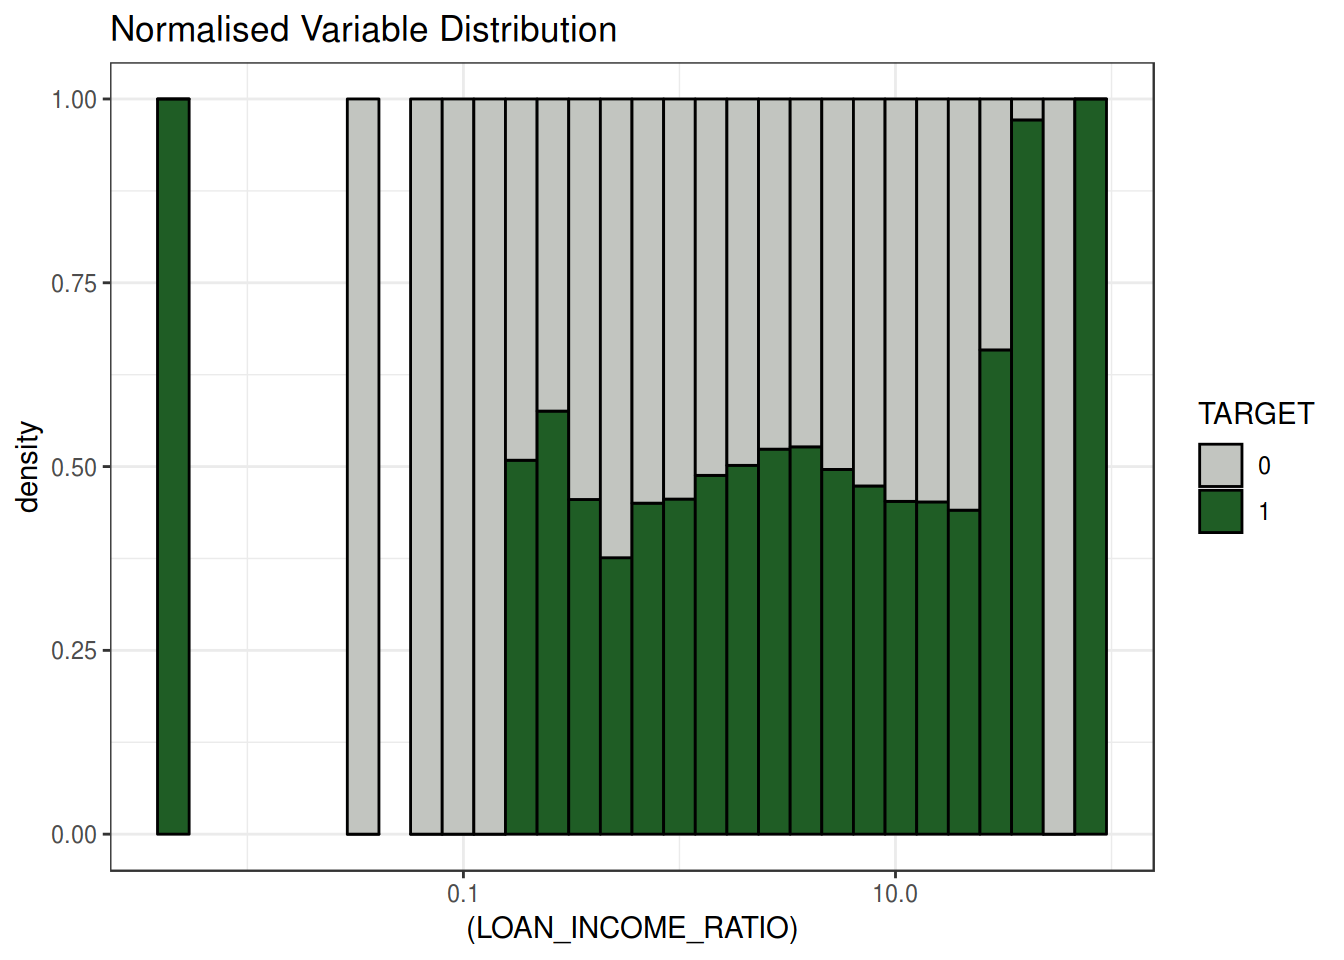 Normalised Variable Distribution
1.00
0.75
0.50
0.25
0.00
density
0.1
10.0
(LOAN_INCOME_RATIO)
TARGET
0
1